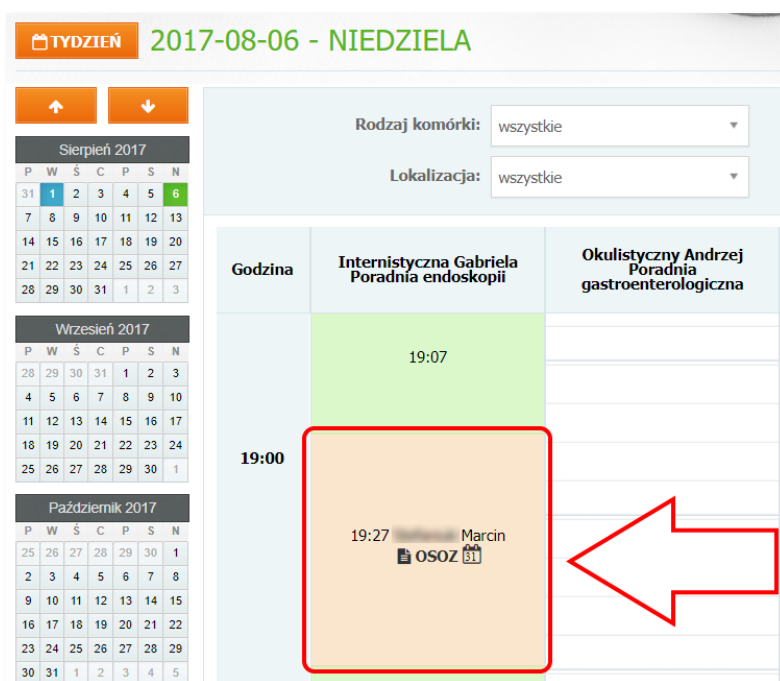 TYDZIEŃ 2017-08-06 - NIEDZIELA
Sierpień 2017
P W Ś C P S N
31 1 2 3 4 5 6
7 8 9 10 11 12 13
14 15 16 17 18 19 20
21 22 23 24 25 26 27
28 29 30 31 1 2 3
Wrzesień 2017
P W Ś C P S N
28 29 30 31 1 2 3
4 5 6 7 8 9 10
11 12 13 14 15 16 17
18 19 20 21 22 23 24
25 26 27 28 29 30 1
Październik 2017
P W Ś C P S N
25 26 27 28 29 30 1
2 3 4 5 6 7 8
9 10 11 12 13 14 15
16 17 18 19 20 21 22
23 24 25 26 27 28 29
30 31 1 2 3 4 5
Rodzaj komórki: wszystkie
Lokalizacja: wszystkie
Godzina
Internistyczna Gabriela
Poradnia endoskopii
Okulistyczny Andrzej
Poradnia
gastroenterologiczna
19:00
19:07
19:27 Marcin
OSOZ 31